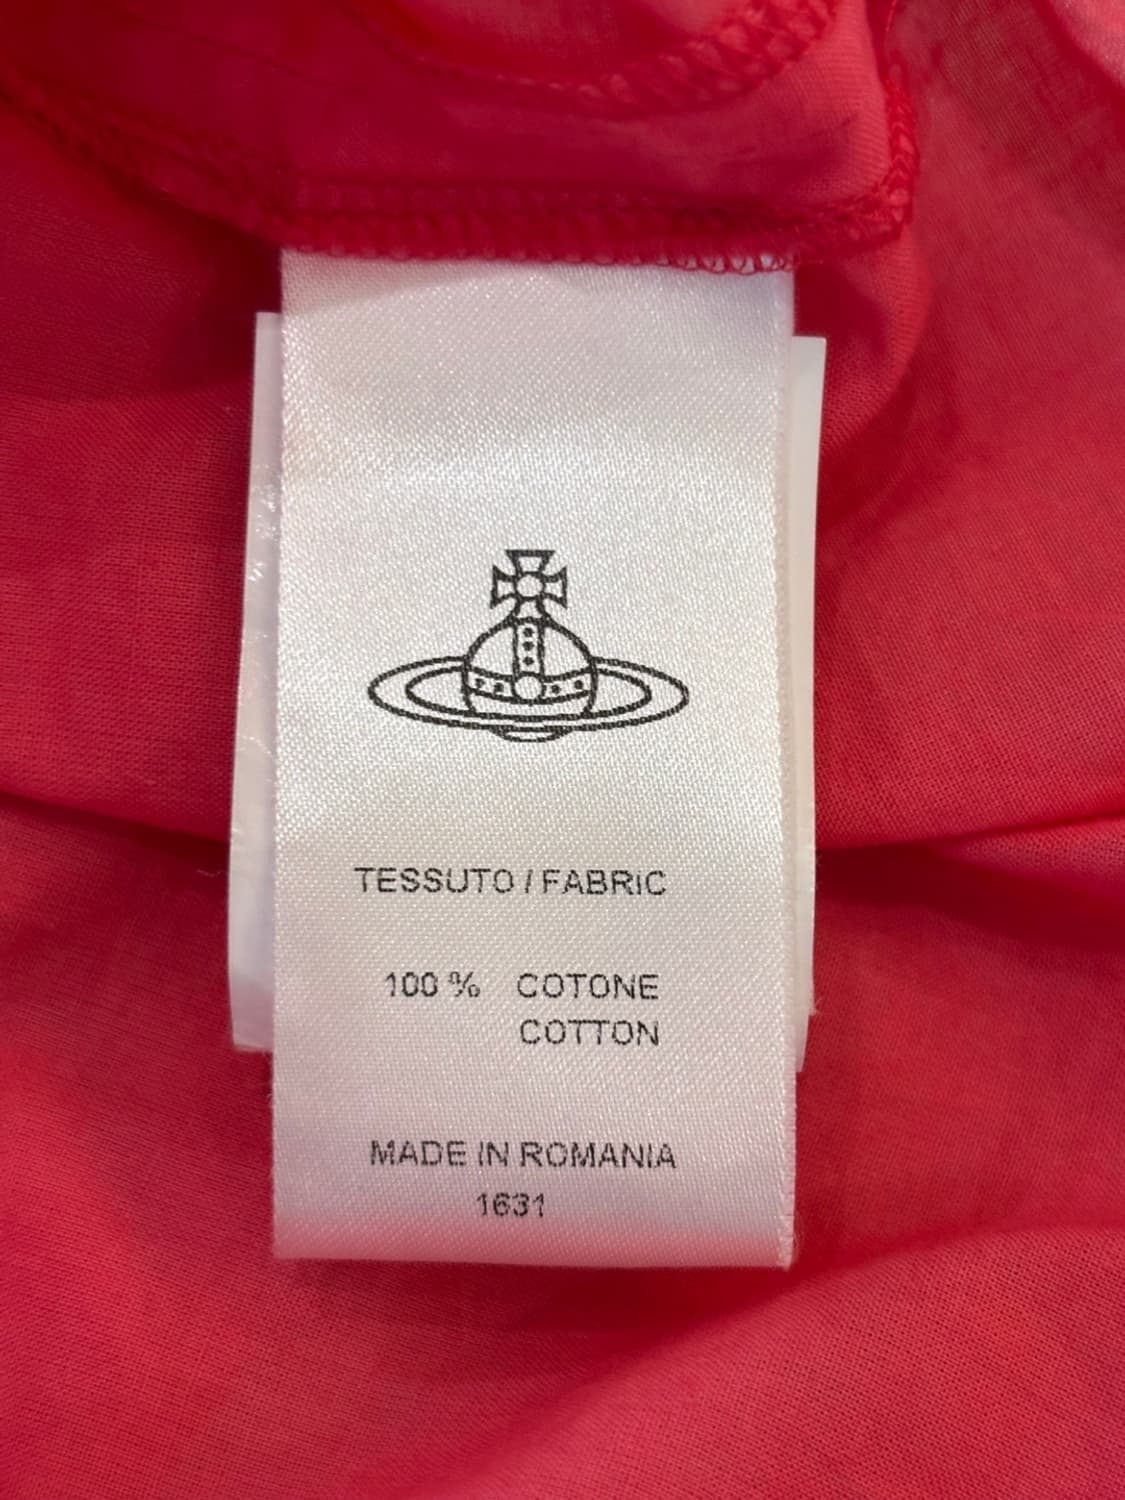 TESSUTO / FABRIC
100 % COTONE
COTTON
MADE IN ROMANIA
1631